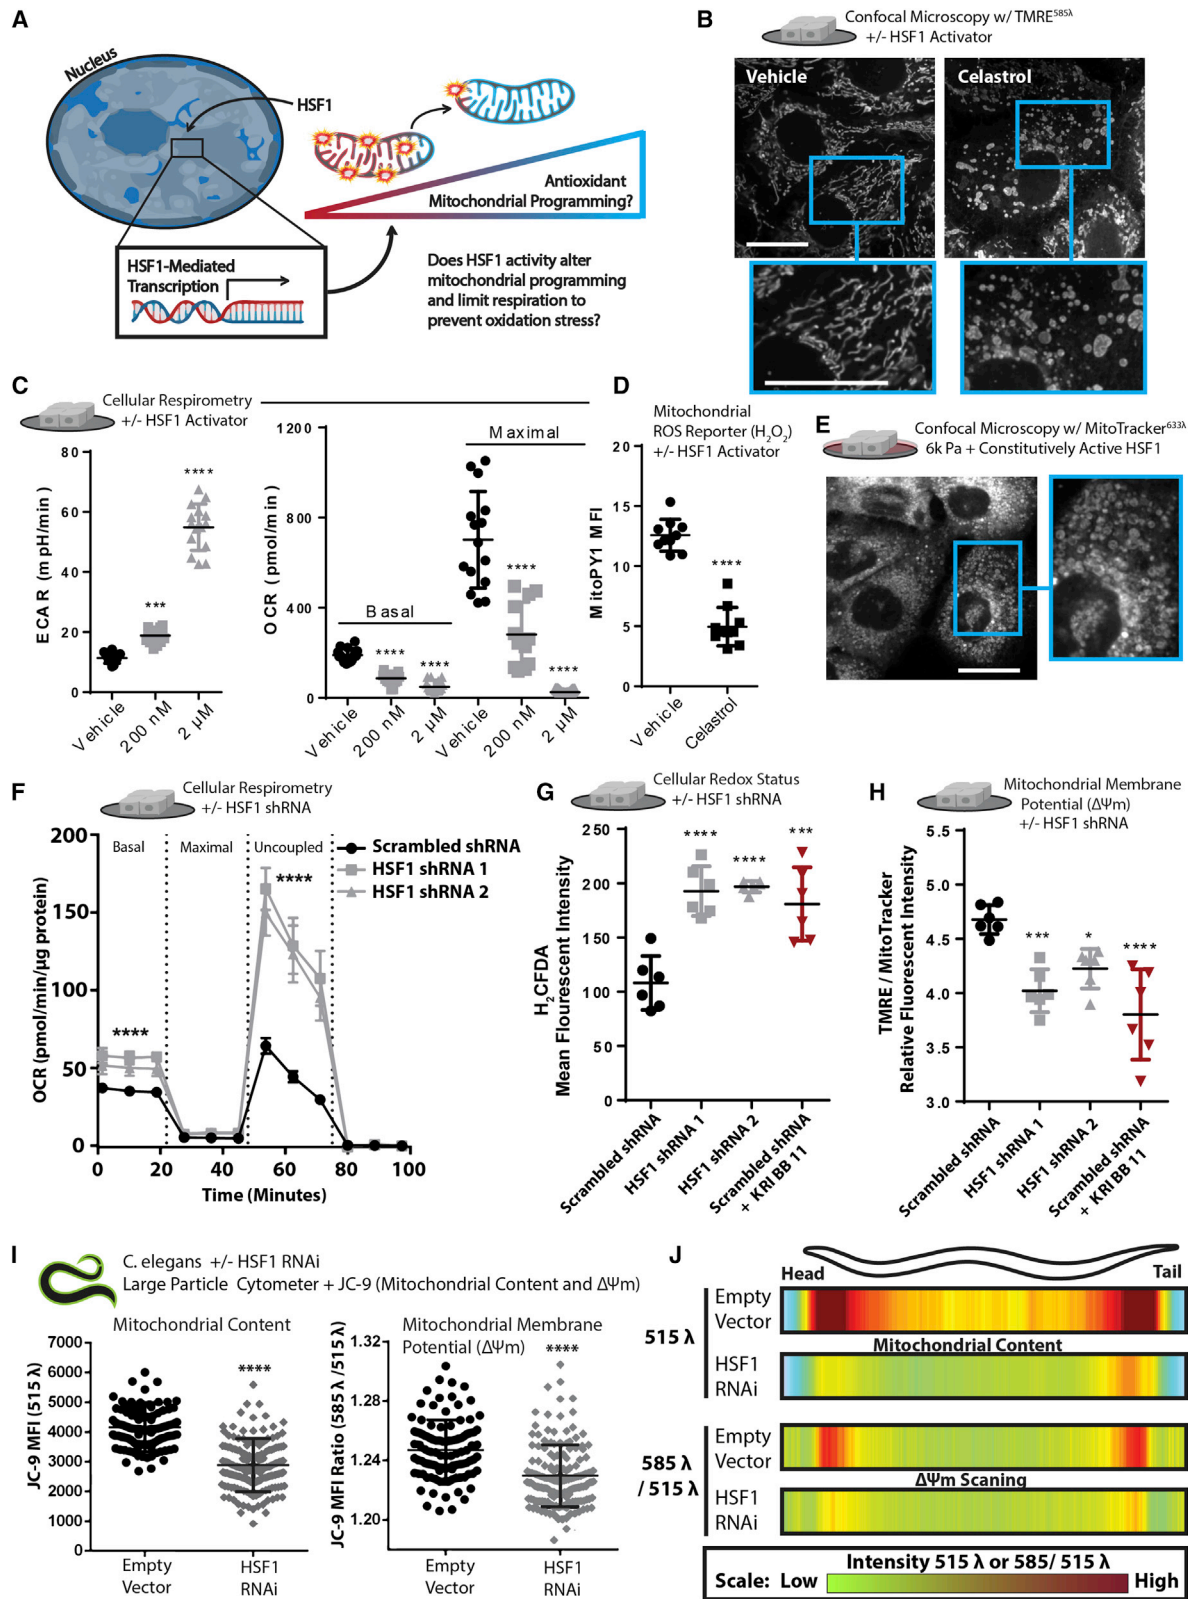 A
Nucleus
HSF1
HSF1-Mediated
Transcription
Antioxidant
Mitochondrial Programming?
Does HSF1 activity alter
mitochondrial programming
and limit respiration to
prevent oxidation stress?
B
Confocal Microscopy w/ TMRE585λ
+/- HSF1 Activator
Vehicle
Celastrol
C
Cellular Respirometry
+/- HSF1 Activator
ECAR (mpH/min)
80
60
40
20
0
***
****
Vehicle
200 nM
2 µM
OCR (pmol/min)
1200
800
400
0
Basal
Maximal
****
****
****
****
Vehicle
200 nM
2 µM
Vehicle
200 nM
2 µM
D
Mitochondrial
ROS Reporter (H2O2)
+/- HSF1 Activator
MitoPY1 MFI
20
15
10
5
0
****
Vehicle
Celastrol
E
Confocal Microscopy w/ MitoTracker633λ
6k Pa + Constitutively Active HSF1
F
Cellular Respirometry
+/- HSF1 shRNA
OCR (pmol/min/µg protein)
200
150
100
50
0
Basal
Maximal
Uncoupled
****
****
Scrambled shRNA
HSF1 shRNA 1
HSF1 shRNA 2
0 20 40 60 80 100
Time (Minutes)
G
Cellular Redox Status
+/- HSF1 shRNA
H2CFDA
Mean Flourescent Intensity
250
200
150
100
50
0
****
****
***
Scrambled shRNA
HSF1 shRNA 1
HSF1 shRNA 2
Scrambled shRNA
+ KRI BB 11
H
Mitochondrial Membrane
Potential (ΔΨm)
+/- HSF1 shRNA
TMRE / MitoTracker
Relative Fluorescent Intensity
5.5
5.0
4.5
4.0
3.5
3.0
***
*
****
Scrambled shRNA
HSF1 shRNA 1
HSF1 shRNA 2
Scrambled shRNA
+ KRI BB 11
I
C. elegans +/- HSF1 RNAi
Large Particle Cytometer + JC-9 (Mitochondrial Content and ΔΨm)
Mitochondrial Content
JC-9 MFI (515 λ)
7000
6000
5000
4000
3000
2000
1000
0
****
Empty
Vector
HSF1
RNAi
Mitochondrial Membrane
Potential (ΔΨm)
JC-9 MFI Ratio (585 λ /515 λ)
1.32
1.28
1.24
1.20
****
Empty
Vector
HSF1
RNAi
J
Head
Tail
515 λ
Empty
Vector
Mitochondrial Content
HSF1
RNAi
585 λ
/ 515 λ
Empty
Vector
ΔΨm Scaning
HSF1
RNAi
Intensity 515 λ or 585/ 515 λ
Scale: Low High